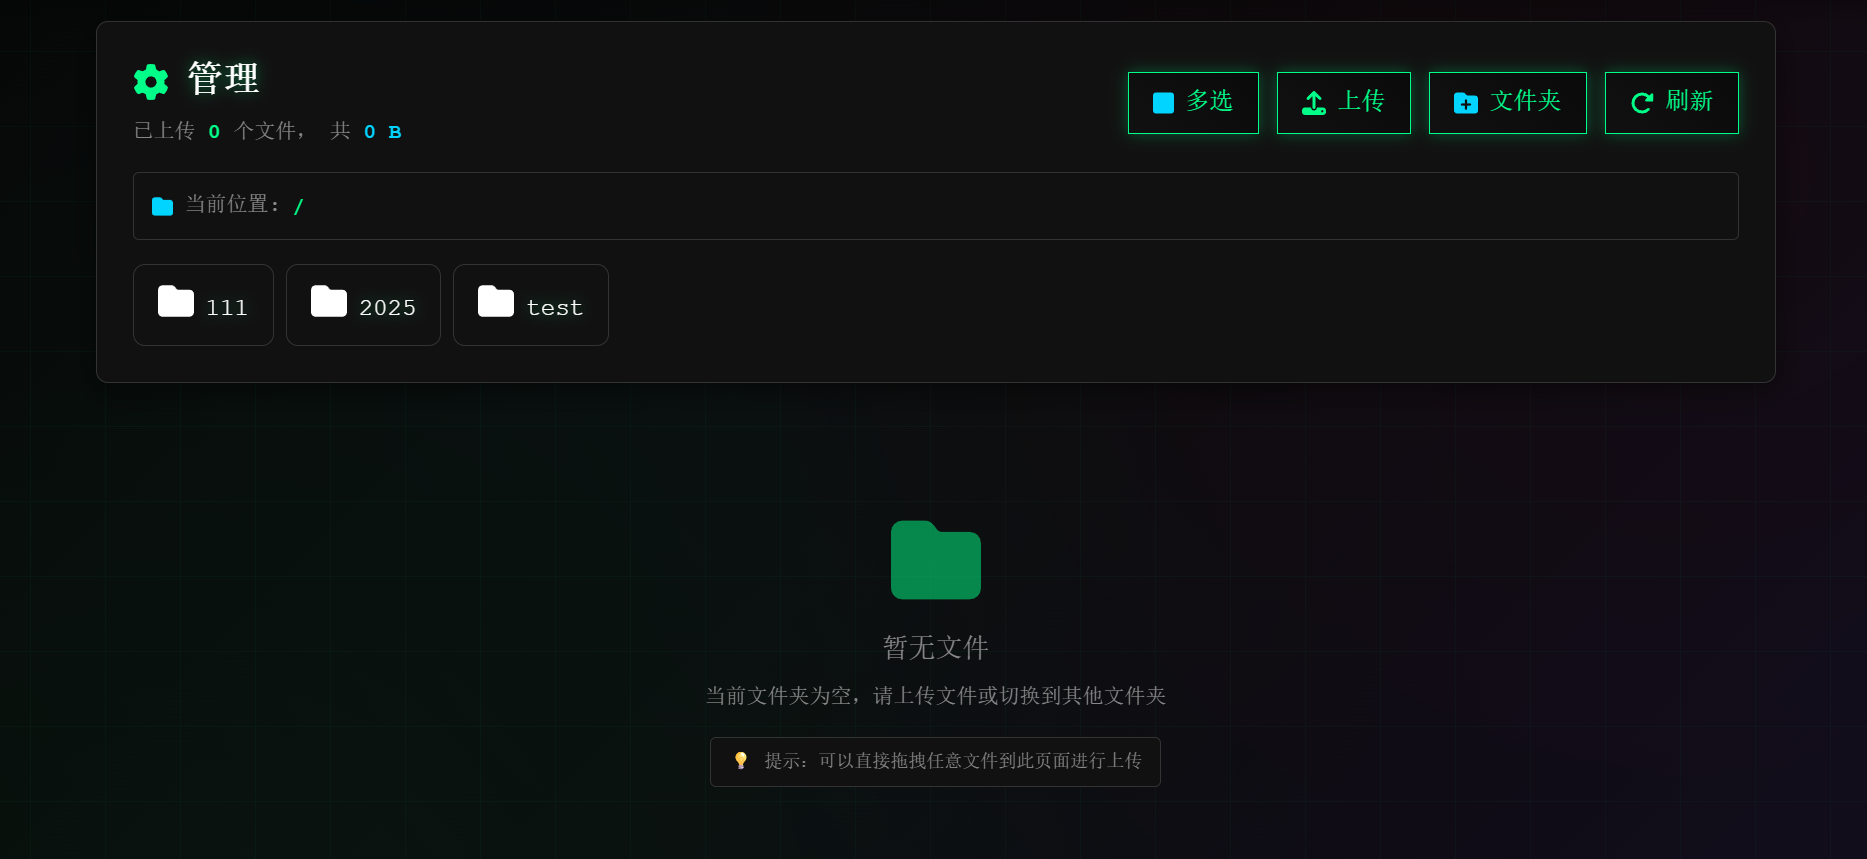 管理
已上传 0 个文件， 共 0 B
多选
上传
文件夹
刷新
当前位置: /
111
2025
test
暂无文件
当前文件夹为空，请上传文件或切换到其他文件夹
提示: 可以直接拖拽任意文件到此页面进行上传